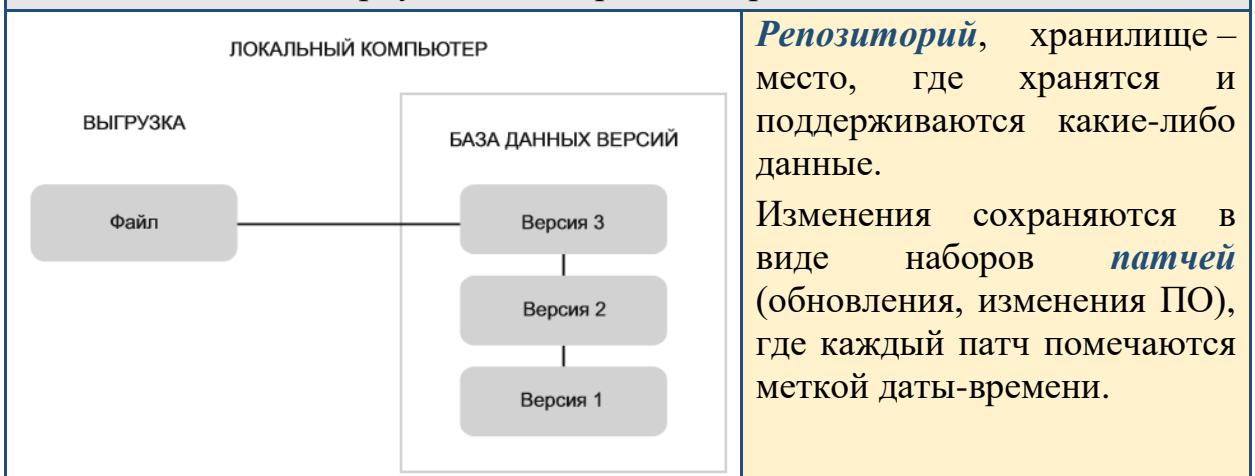 ЛОКАЛЬНЫЙ КОМПЬЮТЕР
ВЫГРУЗКА
БАЗА ДАННЫХ ВЕРСИЙ
Файл
Версия 3
Версия 2
Версия 1
Репозиторий, хранилище –
место, где хранятся и
поддерживаются какие-либо
данные.
Изменения сохраняются в
виде наборов патчей
(обновления, изменения ПО),
где каждый патч помечаются
меткой даты-времени.